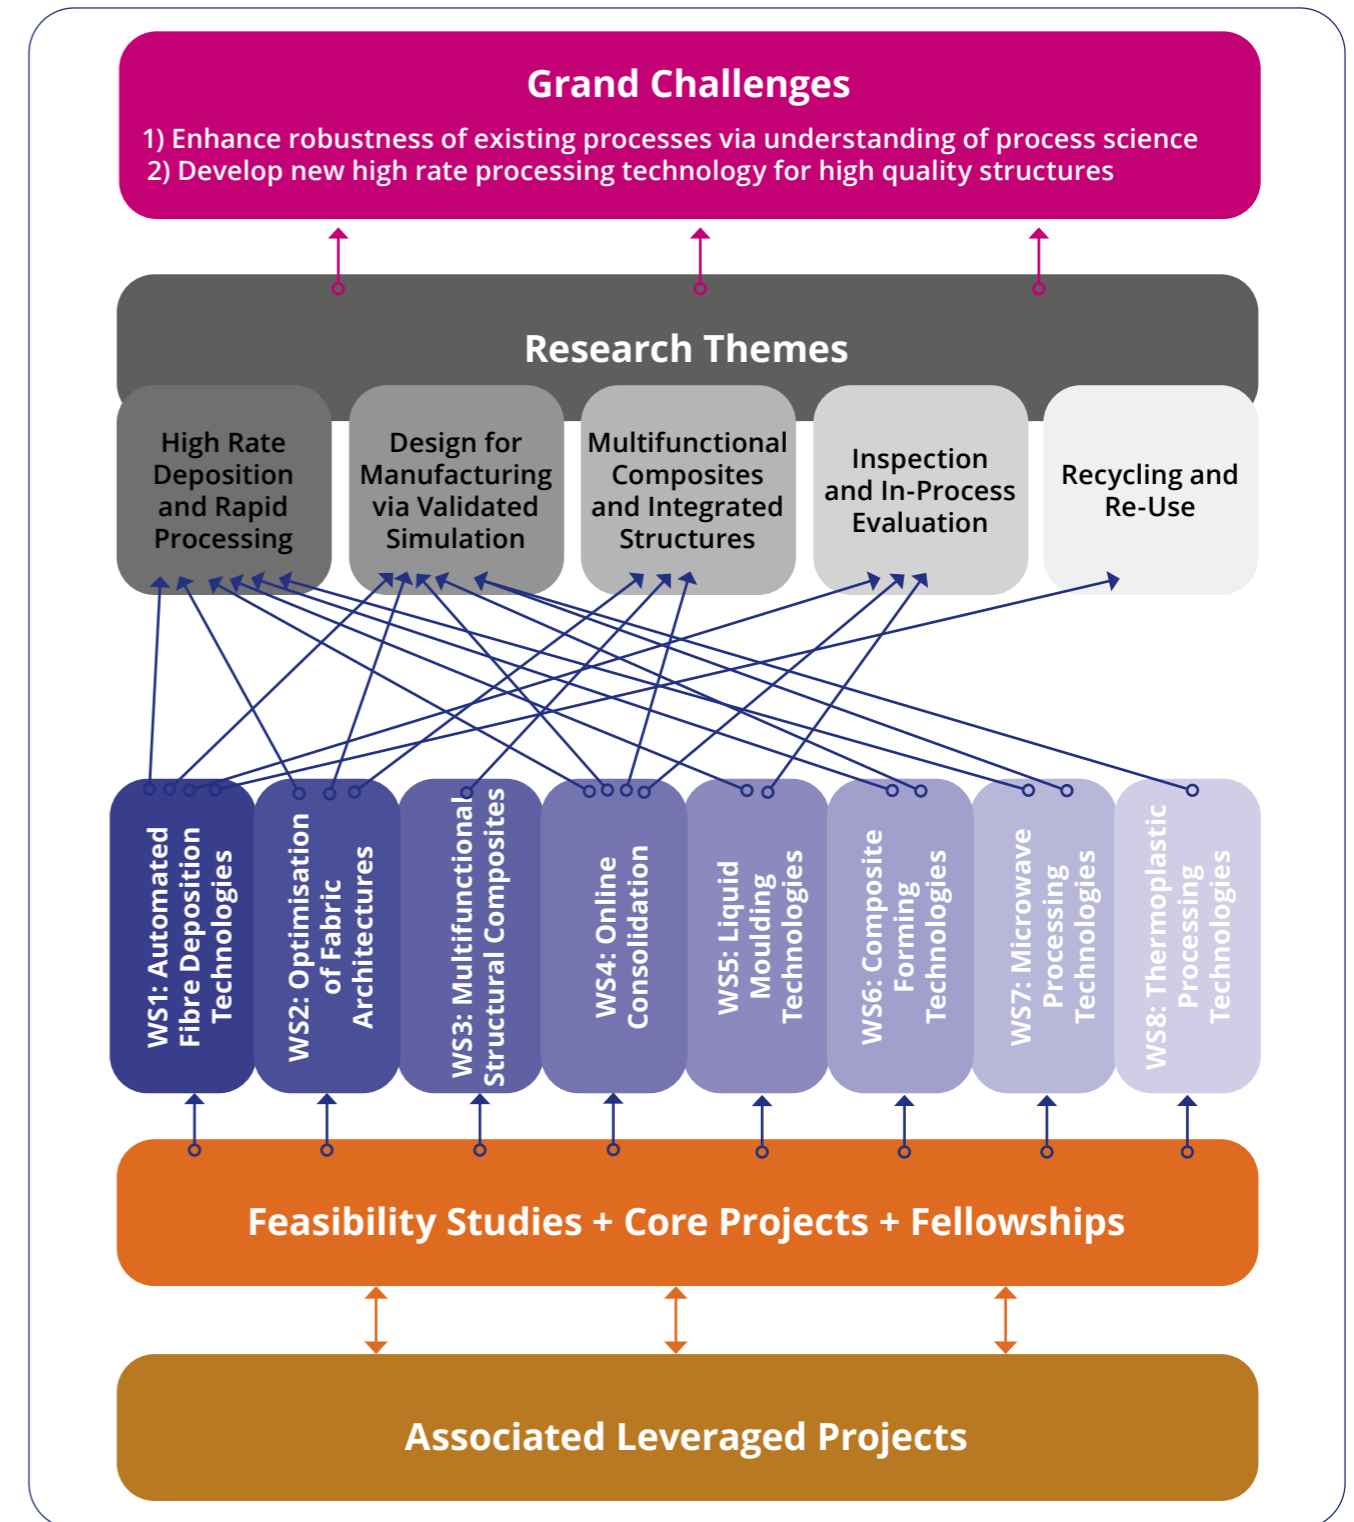 Grand Challenges
1) Enhance robustness of existing processes via understanding of process science
2) Develop new high rate processing technology for high quality structures
Research Themes
High Rate
Deposition
and Rapid
Processing
Design for
Manufacturing
via Validated
Simulation
Multifunctional
Composites
and Integrated
Structures
Inspection
and In-Process
Evaluation
Recycling and
Re-Use
WS1: Automated
Fibre Deposition
Technologies
WS2: Optimisation
of Fabric
Architectures
WS3: Multifunctional
Structural Composites
WS4: Online
Consolidation
WS5: Liquid
Moulding
Technologies
WS6: Composite
Forming
Technologies
WS7: Microwave
Processing
Technologies
WS8: Thermoplastic
Processing
Technologies
Feasibility Studies + Core Projects + Fellowships
Associated Leveraged Projects